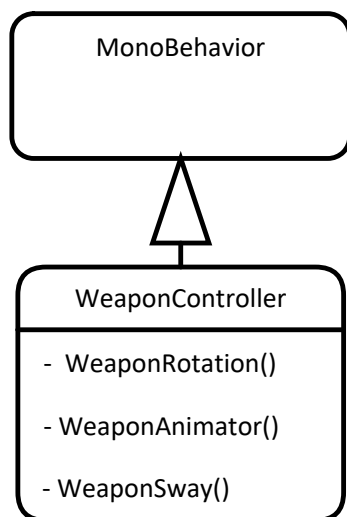 MonoBehavior
WeaponController
- WeaponRotation()
- WeaponAnimator()
- WeaponSway()